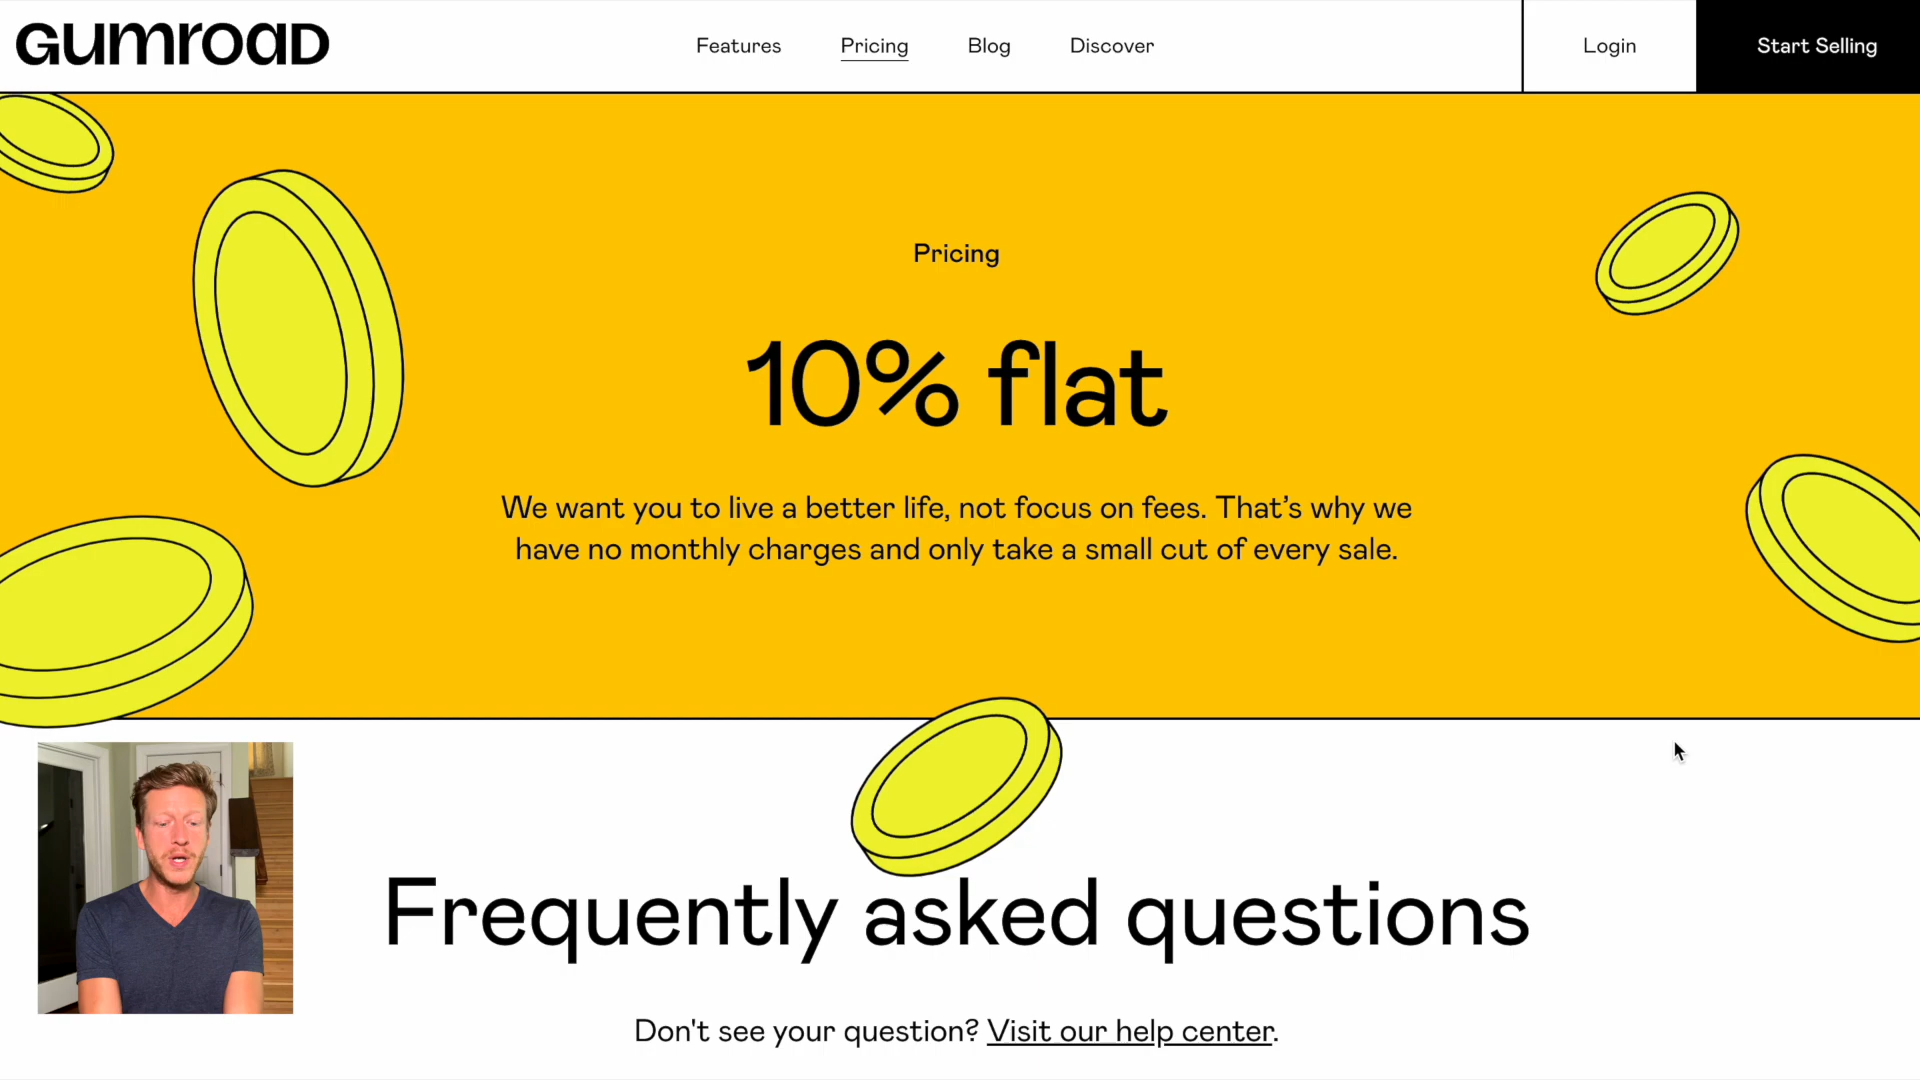 GUMROAD
Features
Pricing
Blog
Discover
Login
Start Selling
Pricing
10% flat
We want you to live a better life, not focus on fees. That’s why we
have no monthly charges and only take a small cut of every sale.
Frequently asked questions
Don't see your question? Visit our help center.